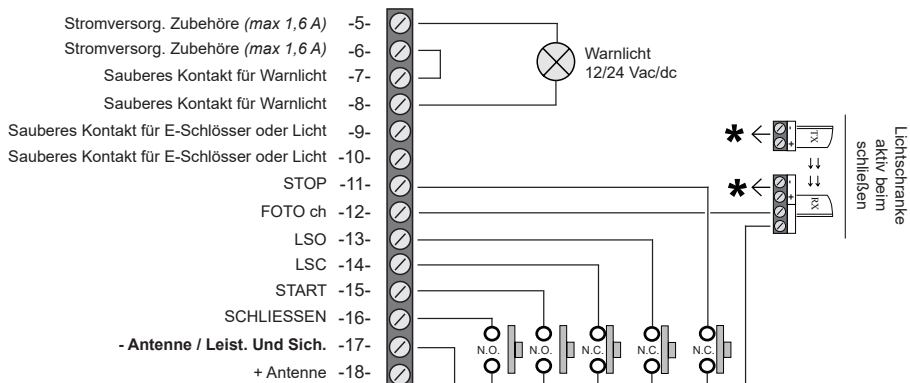 Stromversorg. Zubehöre (max 1,6 A) -5-
Stromversorg. Zubehöre (max 1,6 A) -6-
Sauberes Kontakt für Warnlicht -7-
Sauberes Kontakt für Warnlicht -8-
Sauberes Kontakt für E-Schlösser oder Licht -9-
Sauberes Kontakt für E-Schlösser oder Licht -10-
STOP -11-
FOTO ch -12-
LSO -13-
LSC -14-
START -15-
SCHLIESSEN -16-
- Antenne / Leist. Und Sich. -17-
+ Antenne -18-
Warnlicht
12/24 Vac/dc
* - + TX
* - + RX
Lichtschranke
aktiv beim
schließen
N.O. N.O. N.C. N.C. N.C.